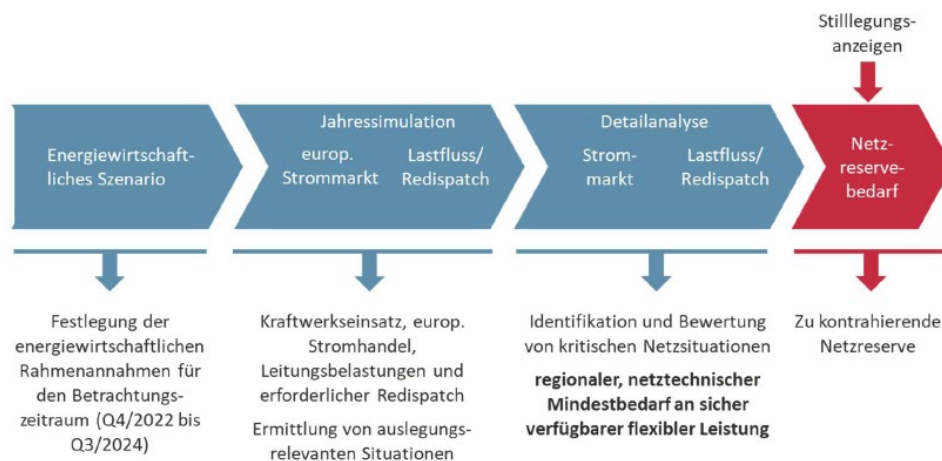 Stilllegungs-
anzeigen
Energiewirtschaft-
liches Szenario
Jahressimulation
europ.
Strommarkt
Lastfluss/
Redispatch
Detailanalyse
Strom-
markt
Lastfluss/
Redispatch
Netz-
reserve-
bedarf
Festlegung der
energiewirtschaftlichen
Rahmenannahmen für
den Betrachtungs-
zeitraum (Q4/2022 bis
Q3/2024)
Kraftwerkseinsatz, europ.
Stromhandel,
Leitungsbelastungen und
erforderlicher Redispatch
Ermittlung von auslegungs-
relevanten Situationen
Identifikation und Bewertung
von kritischen Netzsituationen
regionaler, netztechnischer
Mindestbedarf an sicher
verfügbarer flexibler Leistung
Zu kontrahierende
Netzreserve